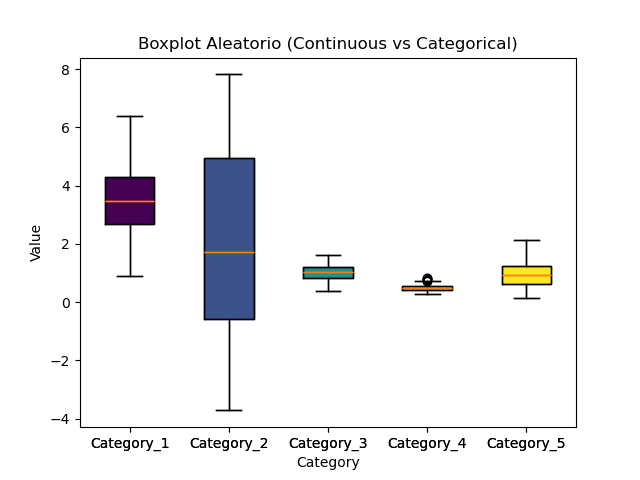 Boxplot Aleatorio (Continuous vs Categorical)
8
6
4
2
0
−2
−4
Value
Category_1 Category_2 Category_3 Category_4 Category_5
Category